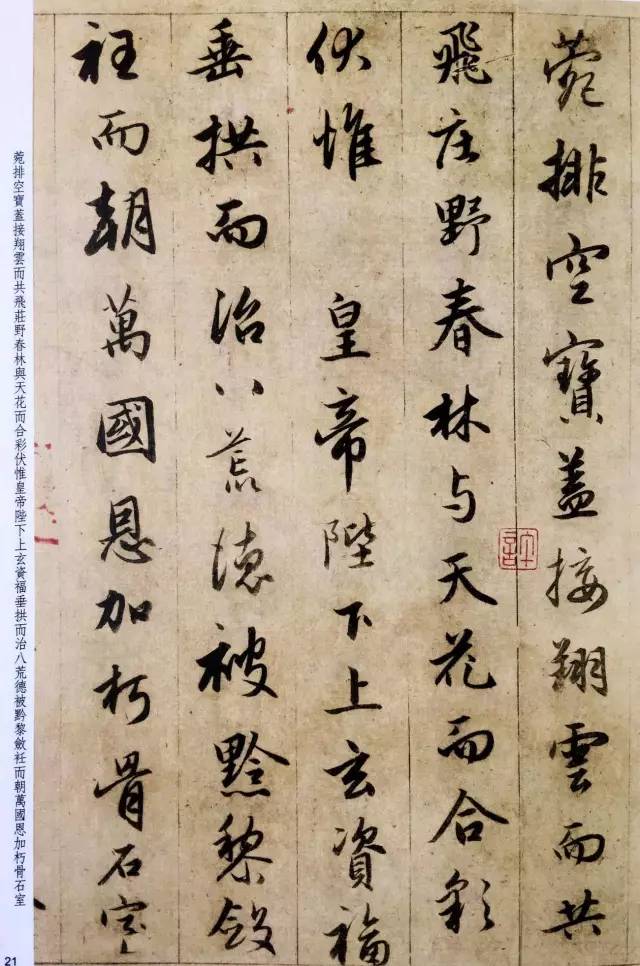 菀排空寶蓋接翔雲而共
飛莊野春林与天花而合彩
伏惟皇帝陛下上玄資福
垂拱而治八荒德被黔黎斂
衽而朝萬國恩加朽骨石室
菀排空寶蓋接翔雲而共飛莊野春林與天花而合彩伏惟皇帝陛下上玄資福垂拱而治八荒德被黔黎斂衽而朝萬國恩加朽骨石室
21